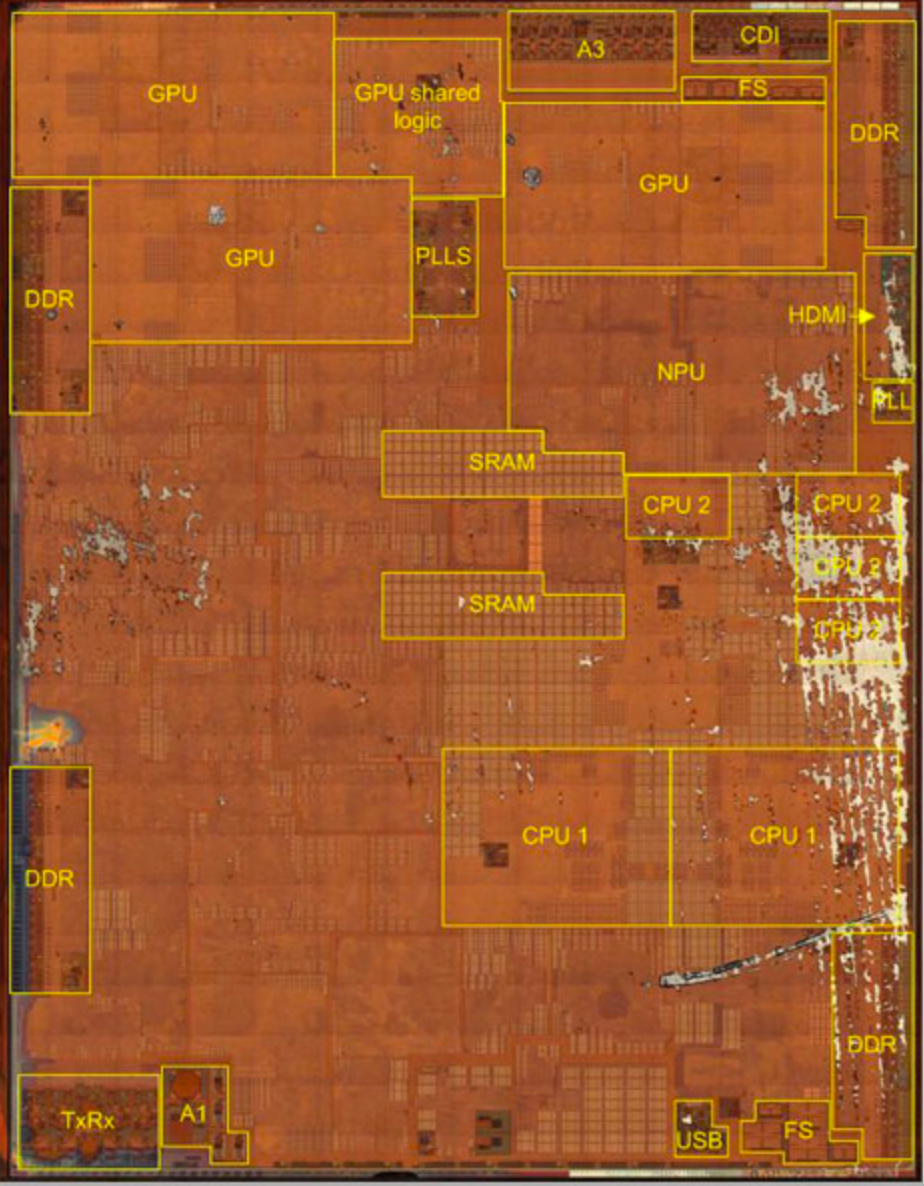 GPU
GPU shared
logic
A3
CDI
FS
DDR
GPU
GPU
PLLS
DDR
HDMI
NPU
PLL
SRAM
CPU 2
CPU 2
CPU 2
SRAM
CPU 2
CPU 1
CPU 1
DDR
DDR
TxRx
A1
USB
FS